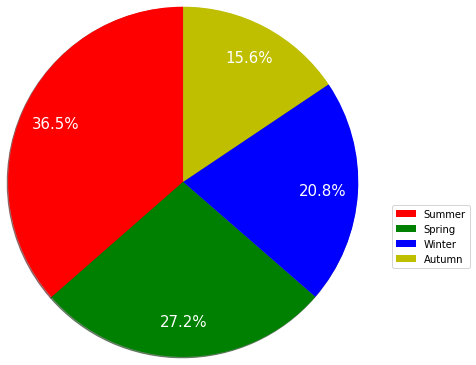 15.6%
36.5%
20.8%
27.2%
Summer
Spring
Winter
Autumn